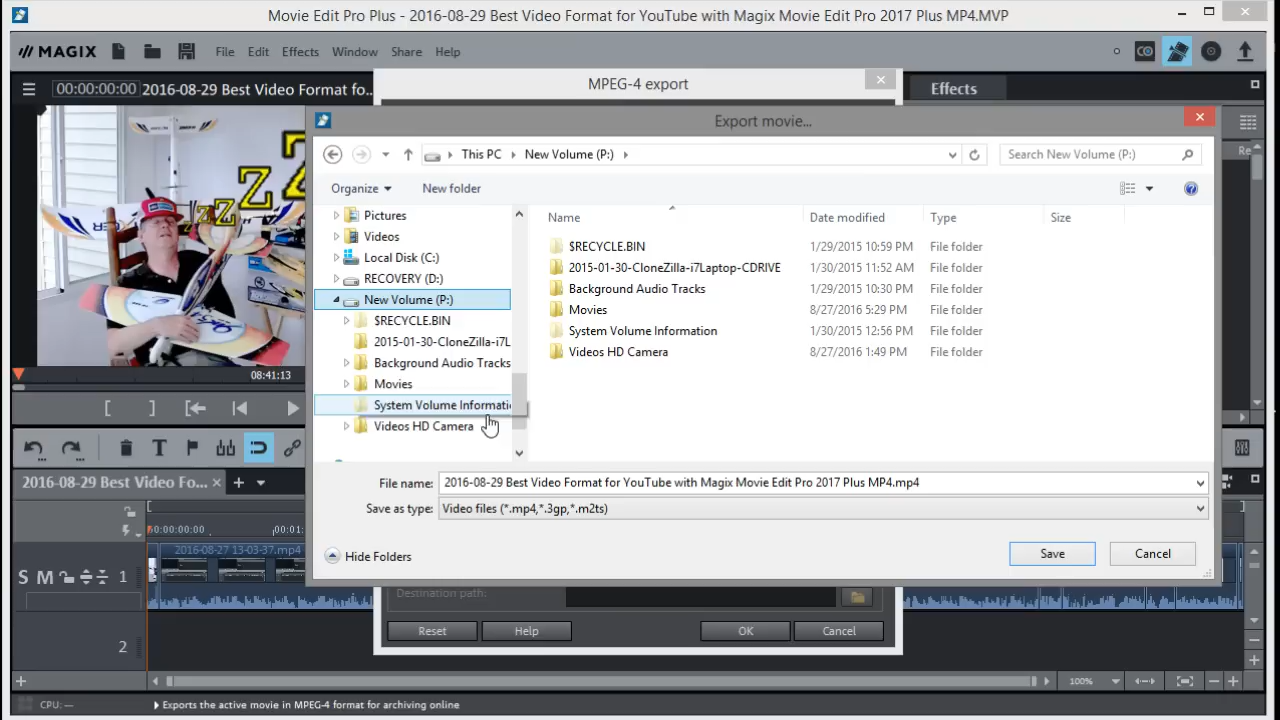 Movie Edit Pro Plus - 2016-08-29 Best Video Format for YouTube with Magix Movie Edit Pro 2017 Plus MP4.MVP
MAGIX
File Edit Effects Window Share Help
MPEG-4 export
00:00:00:00 2016-08-29 Best Video Format fo...
Effects
Export movie...
This PC New Volume (P:)
Search New Volume (P:)
Re
Organize
New folder
Pictures
Videos
Local Disk (C:)
RECOVERY (D:)
New Volume (P:)
$RECYCLE.BIN
2015-01-30-CloneZilla-i7L
Background Audio Tracks
Movies
System Volume Informati
Videos HD Camera
Name Date modified Type Size
$RECYCLE.BIN 1/29/2015 10:59 PM File folder
2015-01-30-CloneZilla-i7Laptop-CDRIVE 1/30/2015 11:52 AM File folder
Background Audio Tracks 1/29/2015 10:30 PM File folder
Movies 8/27/2016 5:29 PM File folder
System Volume Information 1/30/2015 12:56 PM File folder
Videos HD Camera 8/27/2016 1:49 PM File folder
Z
Z
Z
Z
08:41:13
File name: 2016-08-29 Best Video Format for YouTube with Magix Movie Edit Pro 2017 Plus MP4.mp4
Save as type: Video files (*.mp4,*.3gp,*.m2ts)
Hide Folders
Save
Cancel
2016-08-29 Best Video Fo...
00:00:00:00
00:01:
2016-08-27 13-03-37.mp4
S M 1
2
Destination path:
Reset
Help
OK
Cancel
100%
CPU: —
Exports the active movie in MPEG-4 format for archiving online